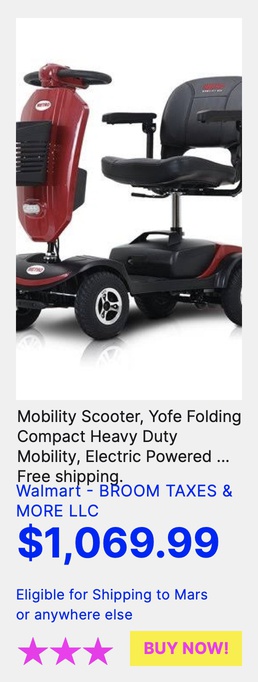 Mobility Scooter, Yofe Folding
Compact Heavy Duty
Mobility, Electric Powered ...
Free shipping.
Walmart - BROOM TAXES &
MORE LLC
$1,069.99
Eligible for Shipping to Mars
or anywhere else
BUY NOW!